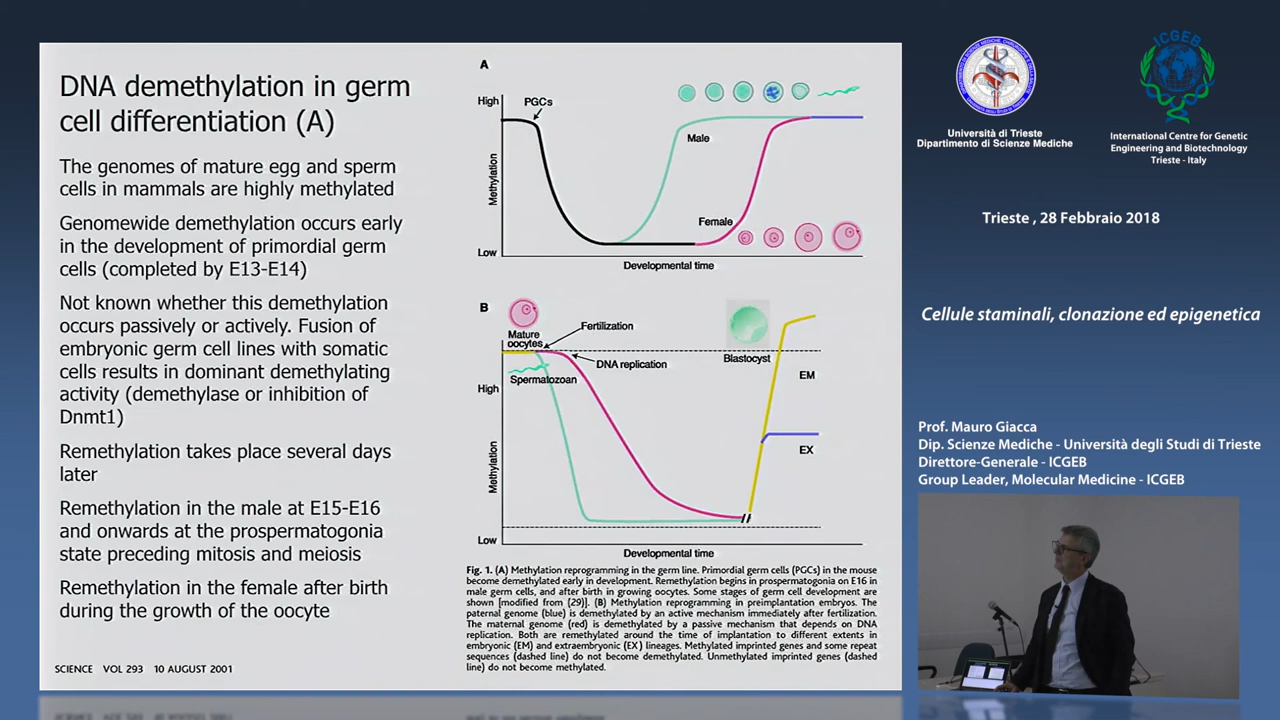 DNA demethylation in germ
cell differentiation (A)
The genomes of mature egg and sperm
cells in mammals are highly methylated
Genomewide demethylation occurs early
in the development of primordial germ
cells (completed by E13-E14)
Not known whether this demethylation
occurs passively or actively. Fusion of
embryonic germ cell lines with somatic
cells results in dominant demethylating
activity (demethylase or inhibition of
Dnmt1)
Remethylation takes place several days
later
Remethylation in the male at E15-E16
and onwards at the prospermatogonia
state preceding mitosis and meiosis
Remethylation in the female after birth
during the growth of the oocyte
SCIENCE VOL 293 10 AUGUST 2001
A
High
PGCs
Male
Methylation
Female
Low
Developmental time
B
Mature
oocytes
Fertilization
DNA replication
Spermatozoan
Blastocyst
High
EM
EX
Methylation
Low
Developmental time
Fig. 1. (A) Methylation reprogramming in the germ line. Primordial germ cells (PGCs) in the mouse
become demethylated early in development. Remethylation begins in prospermatogonia on E16 in
male germ cells, and after birth in growing oocytes. Some stages of germ cell development are
shown [modified from (29)]. (B) Methylation reprogramming in preimplantation embryos. The
paternal genome (blue) is demethylated by an active mechanism immediately after fertilization.
The maternal genome (red) is demethylated by a passive mechanism that depends on DNA
replication. Both are remethylated around the time of implantation to different extents in
embryonic (EM) and extraembryonic (EX) lineages. Methylated imprinted genes and some repeat
sequences (dashed line) do not become demethylated. Unmethylated imprinted genes (dashed
line) do not become methylated.
Università di Trieste
Dipartimento di Scienze Mediche
ICGEB
International Centre for Genetic
Engineering and Biotechnology
Trieste - Italy
Trieste , 28 Febbraio 2018
Cellule staminali, clonazione ed epigenetica
Prof. Mauro Giacca
Dip. Scienze Mediche - Università degli Studi di Trieste
Direttore-Generale - ICGEB
Group Leader, Molecular Medicine - ICGEB